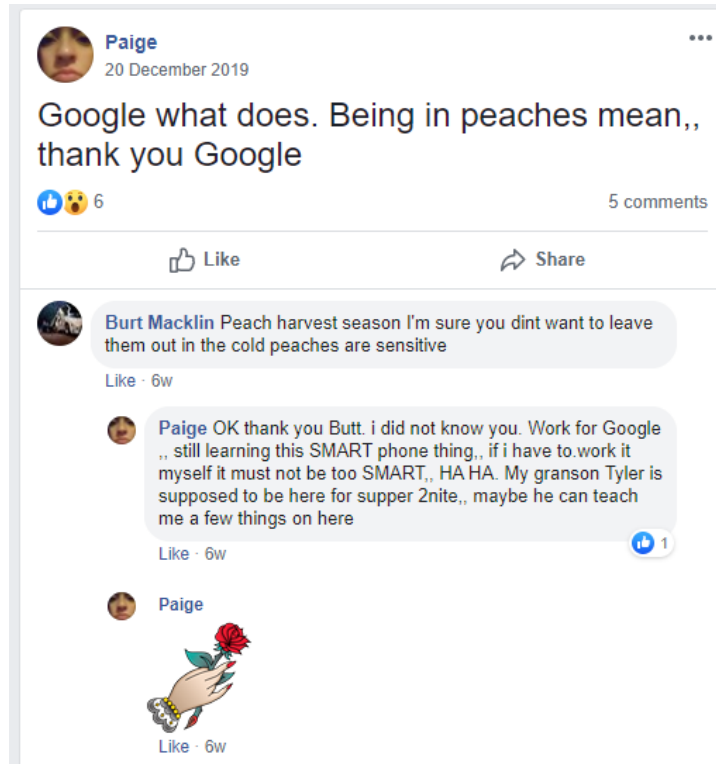 Paige
20 December 2019
Google what does. Being in peaches mean,,
thank you Google
6
5 comments
Like
Share
Burt Macklin Peach harvest season I'm sure you dint want to leave
them out in the cold peaches are sensitive
Like · 6w
Paige OK thank you Butt. i did not know you. Work for Google
,, still learning this SMART phone thing,, if i have to.work it
myself it must not be too SMART,, HA HA. My granson Tyler is
supposed to be here for supper 2nite,, maybe he can teach
me a few things on here
1
Like · 6w
Paige
Like · 6w